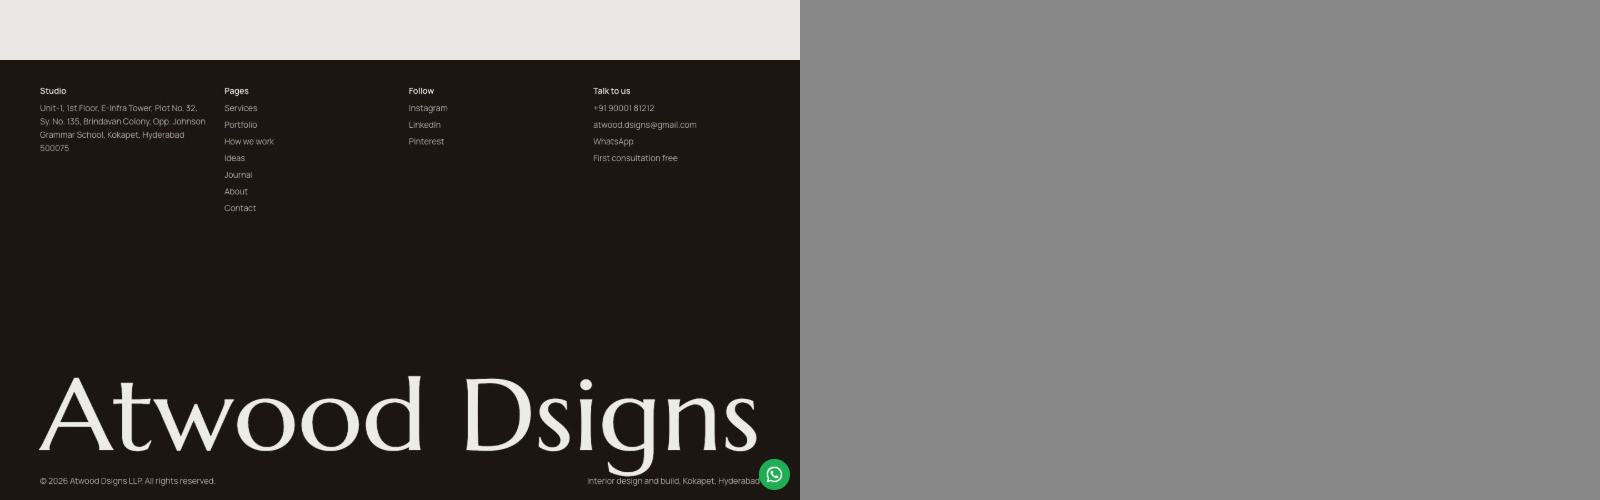 Studio
Unit-1, 1st Floor, E-Infra Tower, Plot No. 32,
Sy. No. 135, Brindavan Colony, Opp. Johnson
Grammar School, Kokapet, Hyderabad
500075
Pages
Services
Portfolio
How we work
Ideas
Journal
About
Contact
Follow
Instagram
LinkedIn
Pinterest
Talk to us
+91 90001 81212
atwood.dsigns@gmail.com
WhatsApp
First consultation free
Atwood Dsigns
© 2026 Atwood Dsigns LLP. All rights reserved.
Interior design and build, Kokapet, Hyderabad